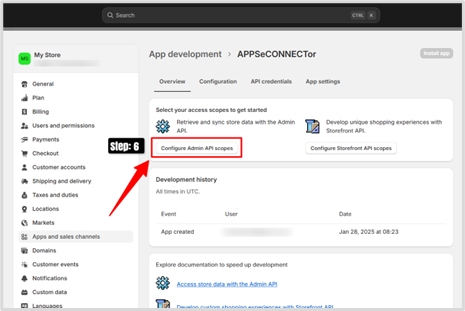 Search
CTRL K
MS My Store
App development > APPSeCONNECTor
Install app
General
Plan
Billing
Users and permissions
Payments
Checkout
Customer accounts
Shipping and delivery
Taxes and duties
Locations
Markets
Apps and sales channels
Domains
Customer events
Notifications
Custom data
Languages
Overview Configuration API credentials App settings
Select your access scopes to get started
Retrieve and sync store data with the Admin
API.
Configure Admin API scopes
Develop unique shopping experiences with
Storefront API.
Configure Storefront API scopes
step: 6
Development history
All times in UTC.
Event User Date
App created Jan 28, 2025 at 08:23
Explore documentation to speed up development
Access store data with the Admin API
Develop custom shopping experiences with Storefront API